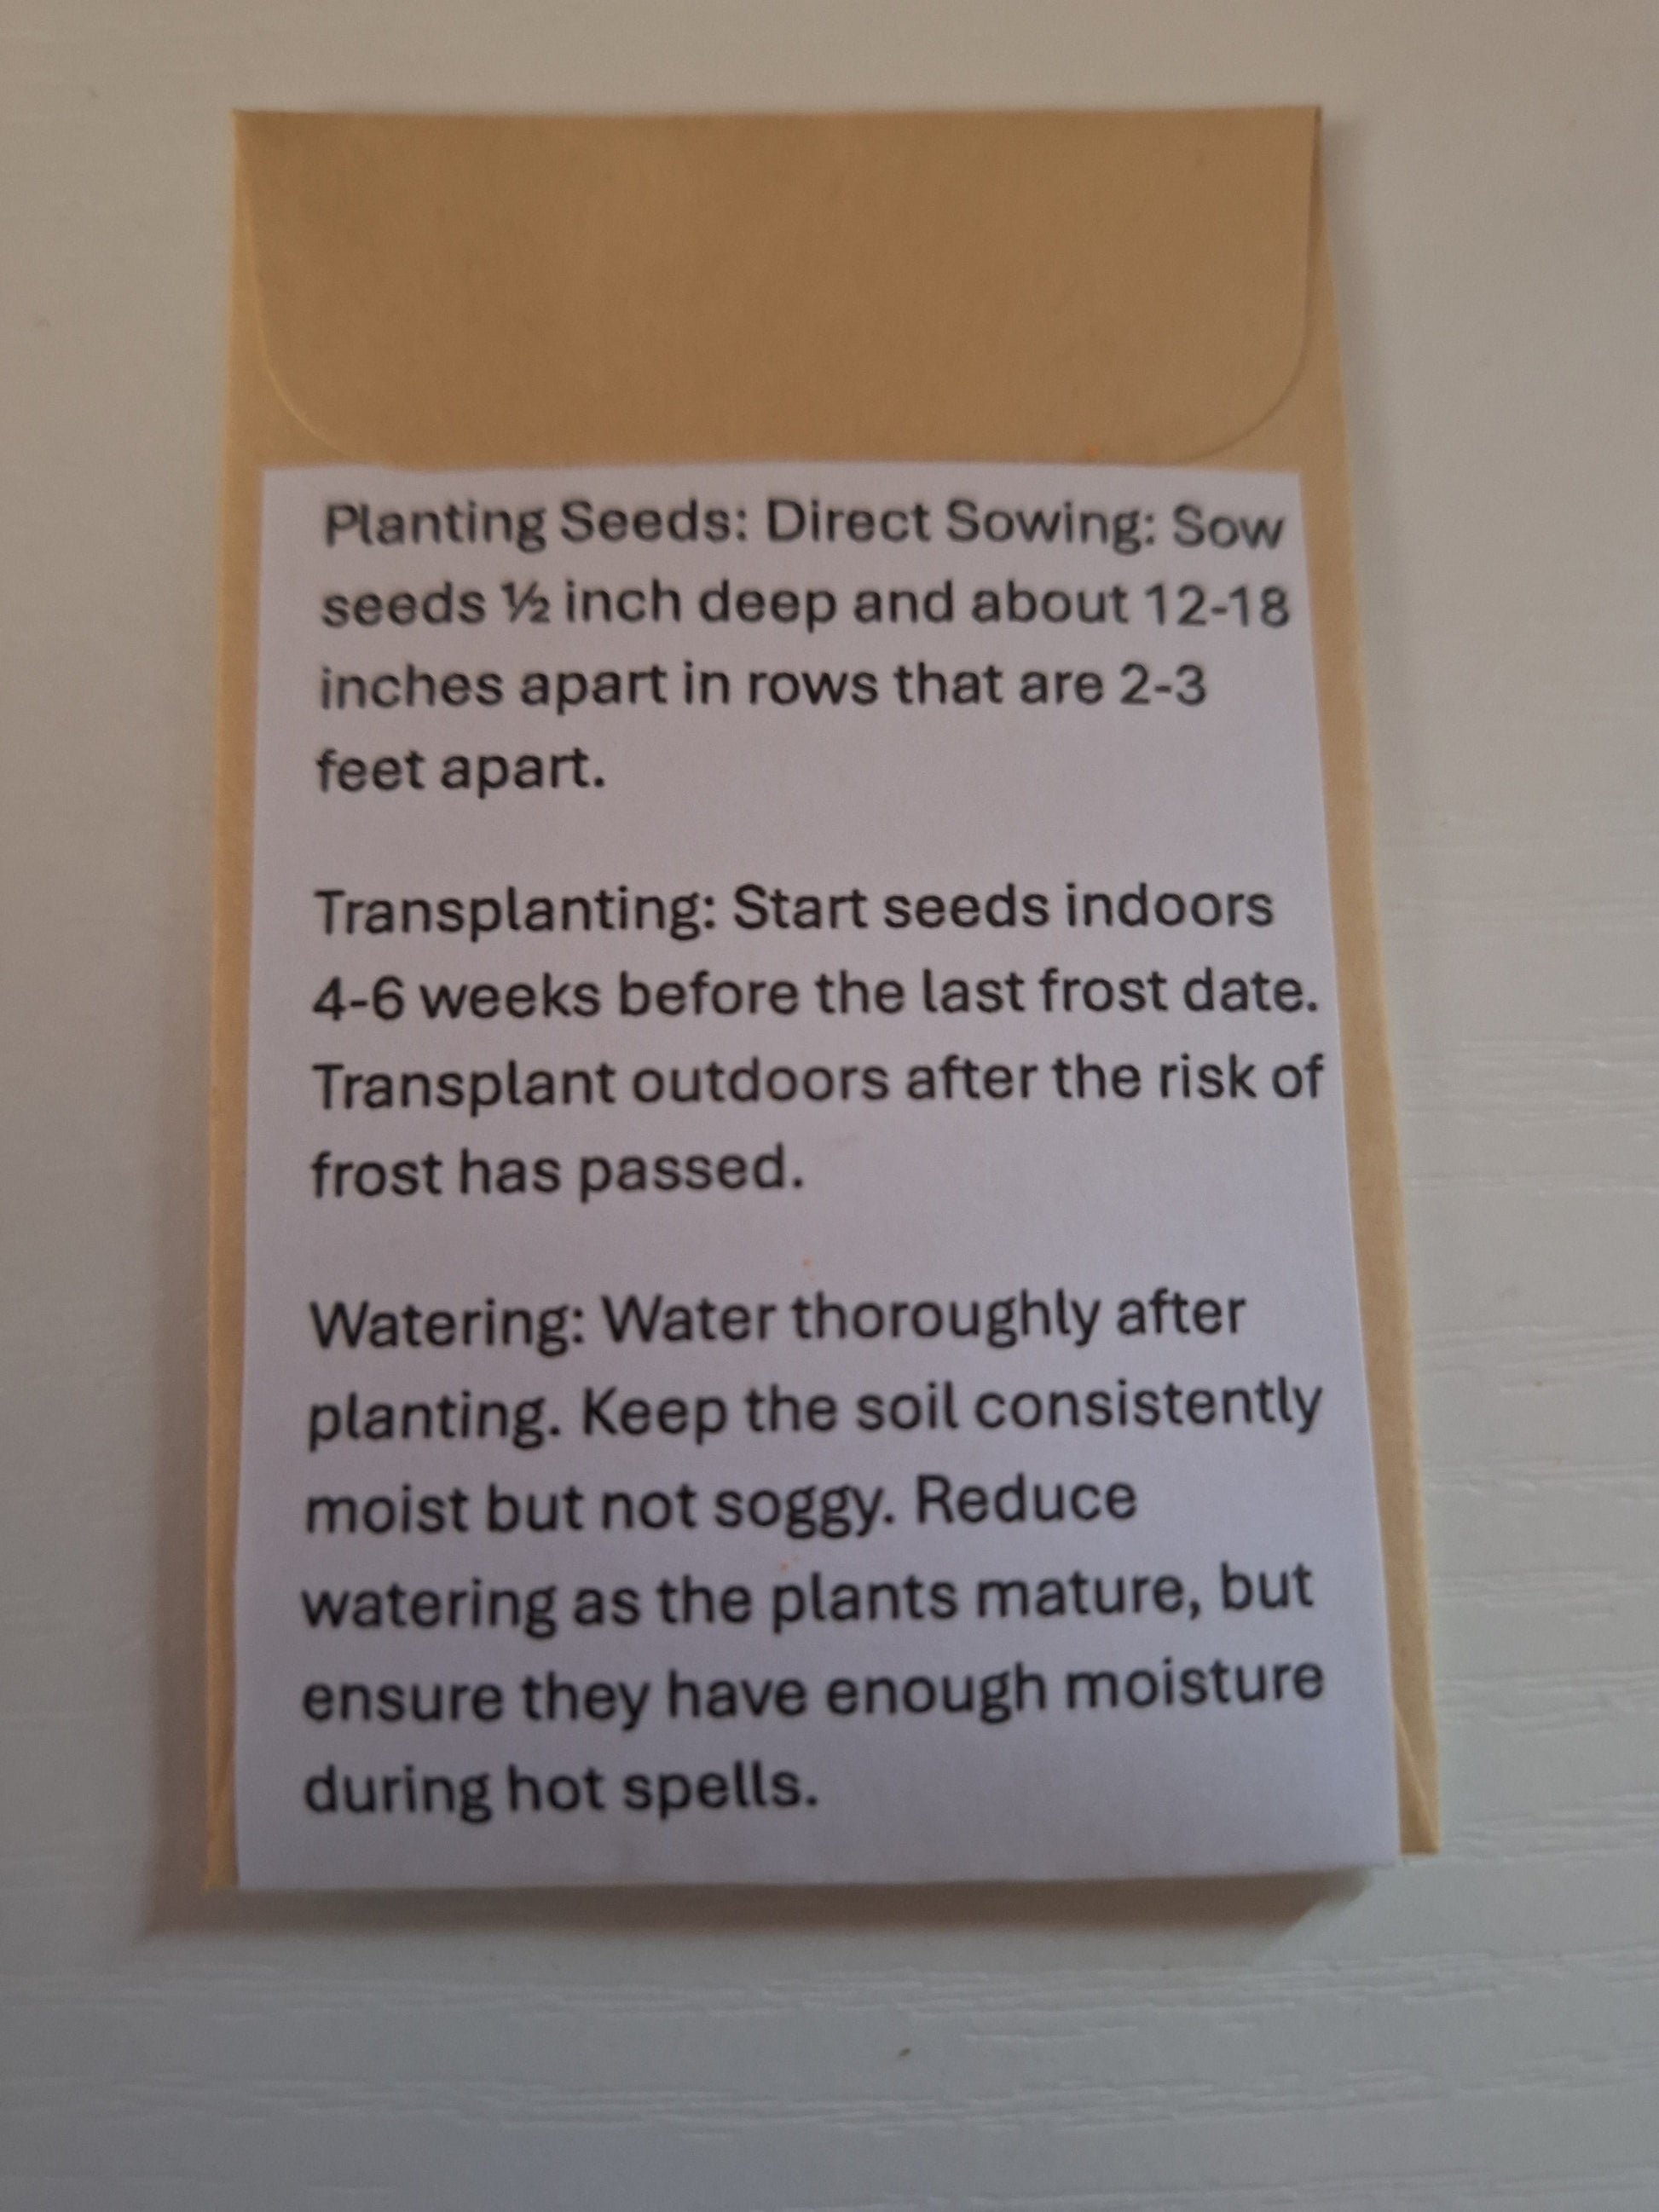 Planting Seeds: Direct Sowing: Sow
seeds ½ inch deep and about 12-18
inches apart in rows that are 2-3
feet apart.
Transplanting: Start seeds indoors
4-6 weeks before the last frost date.
Transplant outdoors after the risk of
frost has passed.
Watering: Water thoroughly after
planting. Keep the soil consistently
moist but not soggy. Reduce
watering as the plants mature, but
ensure they have enough moisture
during hot spells.